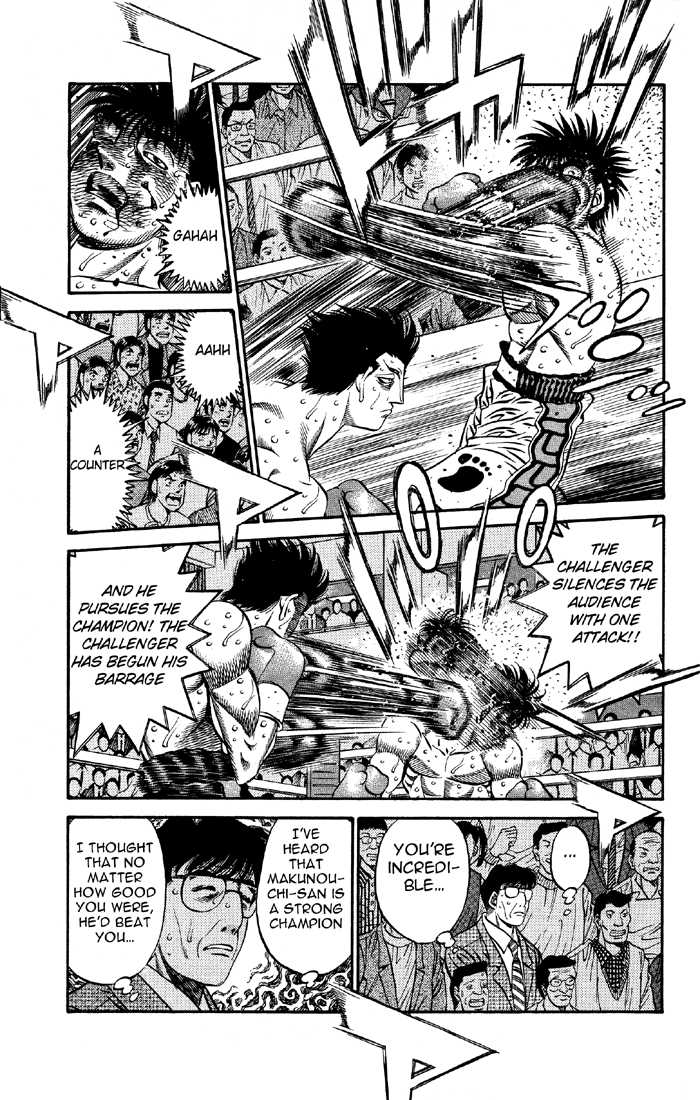 GAHAH
AAHH
A
COUNTER
THE
CHALLENGER
SILENCES THE
AUDIENCE
WITH ONE
ATTACK!!
AND HE
PURSUES THE
CHAMPION! THE
CHALLENGER
HAS BEGUN HIS
BARRAGE
...
YOU'RE
INCREDI-
BLE...
I'VE
HEARD
THAT
MAKUNOU-
CHI-SAN IS
A STRONG
CHAMPION
I THOUGHT
THAT NO
MATTER
HOW GOOD
YOU WERE,
HE'D BEAT
YOU...